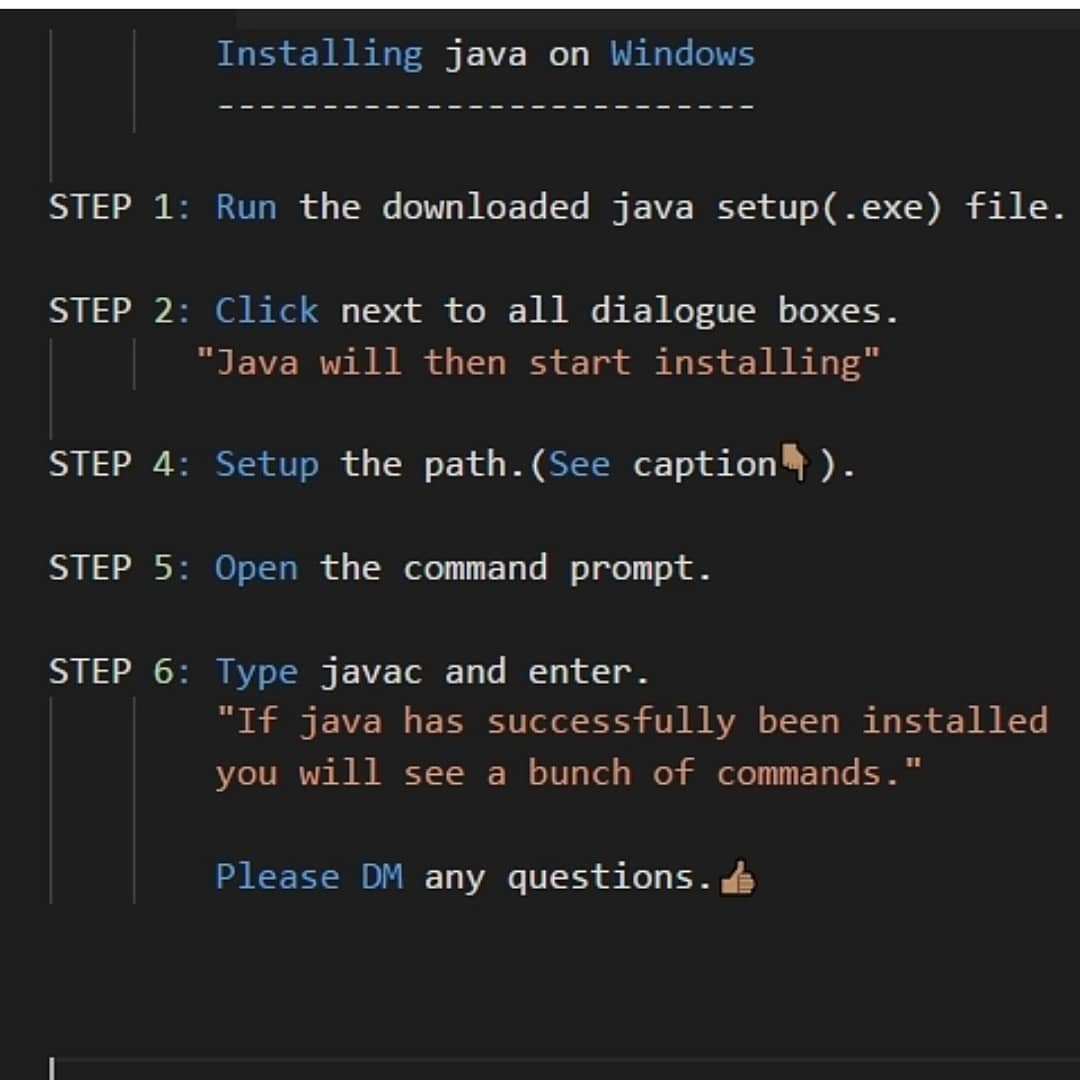 Installing java on Windows
--------------------------
STEP 1: Run the downloaded java setup(.exe) file.
STEP 2: Click next to all dialogue boxes.
"Java will then start installing"
STEP 4: Setup the path.(See caption👇🏽).
STEP 5: Open the command prompt.
STEP 6: Type javac and enter.
"If java has successfully been installed
you will see a bunch of commands."
Please DM any questions.👍🏽